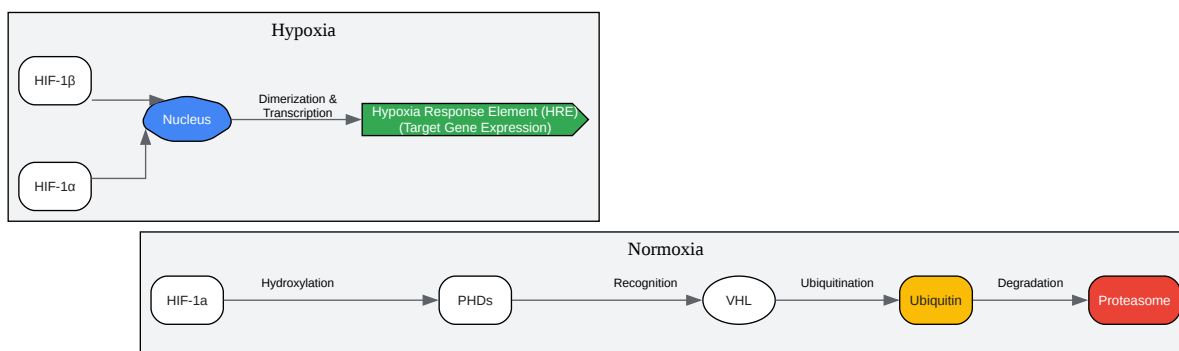 Hypoxia
HIF-1β
HIF-1α
Nucleus
Dimerization &
Transcription
Hypoxia Response Element (HRE)
(Target Gene Expression)
Normoxia
HIF-1a
Hydroxylation
PHDs
Recognition
VHL
Ubiquitination
Ubiquitin
Degradation
Proteasome